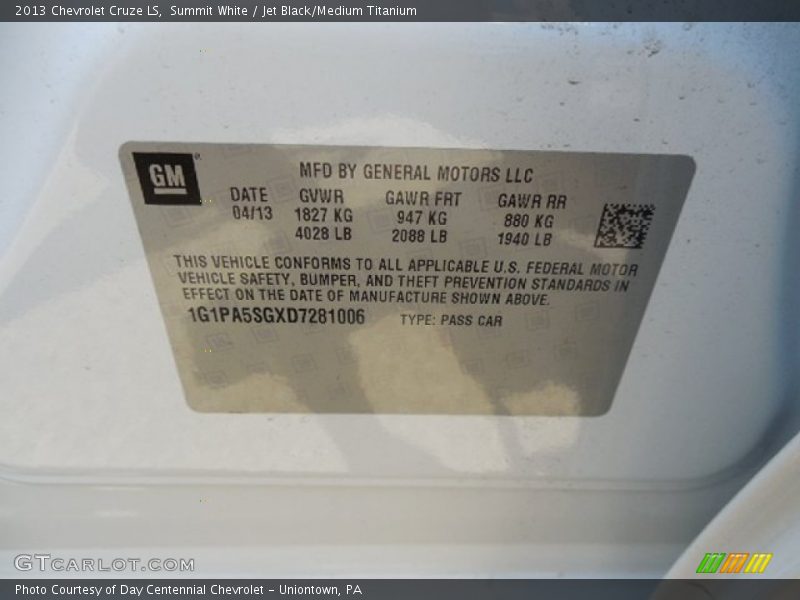 2013 Chevrolet Cruze LS,  Summit White / Jet Black/Medium Titanium
GM
MFD BY GENERAL MOTORS LLC
DATE GVWR GAWR FRT GAWR RR
04/13 1827 KG 947 KG 880 KG
4028 LB 2088 LB 1940 LB
THIS VEHICLE CONFORMS TO ALL APPLICABLE U.S. FEDERAL MOTOR
VEHICLE SAFETY, BUMPER, AND THEFT PREVENTION STANDARDS IN
EFFECT ON THE DATE OF MANUFACTURE SHOWN ABOVE.
1G1PA5SGXD7281006 TYPE: PASS CAR
GTCARLOT.COM
Photo Courtesy of Day Centennial Chevrolet - Uniontown, PA